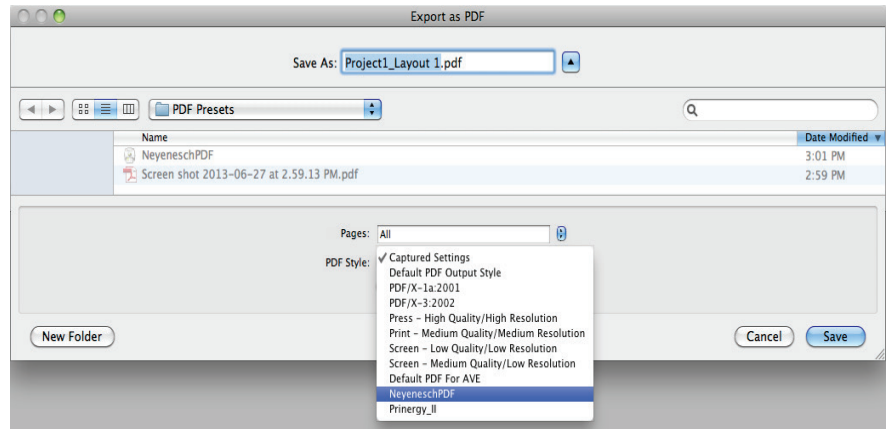 Export as PDF
Save As: Project1_Layout 1.pdf
PDF Presets
Name Date Modified
NeyeneschPDF 3:01 PM
Screen shot 2013-06-27 at 2.59.13 PM.pdf 2:59 PM
Pages: All
PDF Style: ✓ Captured Settings
Default PDF Output Style
PDF/X-1a:2001
PDF/X-3:2002
Press - High Quality/High Resolution
Print - Medium Quality/Medium Resolution
Screen - Low Quality/Low Resolution
Screen - Medium Quality/Low Resolution
Default PDF For AVE
NeyeneschPDF
Prinergy_II
New Folder Cancel Save